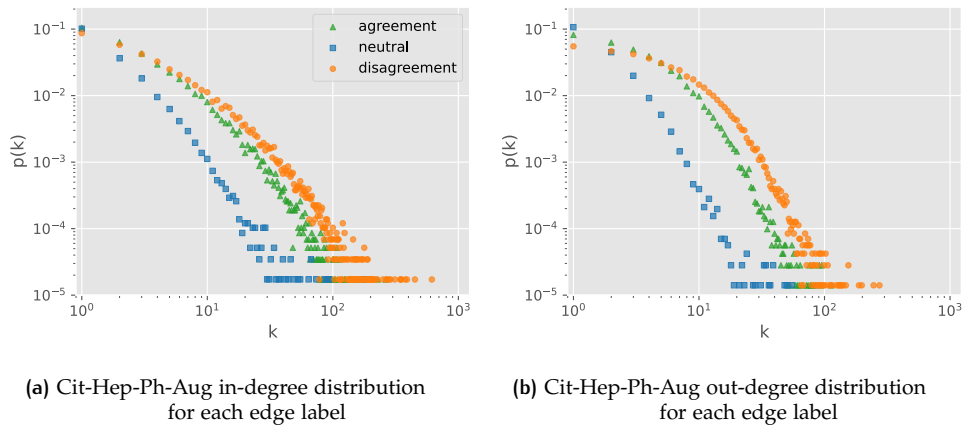 10⁻¹
10⁻²
10⁻³
10⁻⁴
10⁻⁵
p(k)
10⁰
10¹
10²
10³
k
agreement
neutral
disagreement
10⁻¹
10⁻²
10⁻³
10⁻⁴
10⁻⁵
p(k)
10⁰
10¹
10²
10³
k
(a) Cit-Hep-Ph-Aug in-degree distribution
for each edge label
(b) Cit-Hep-Ph-Aug out-degree distribution
for each edge label